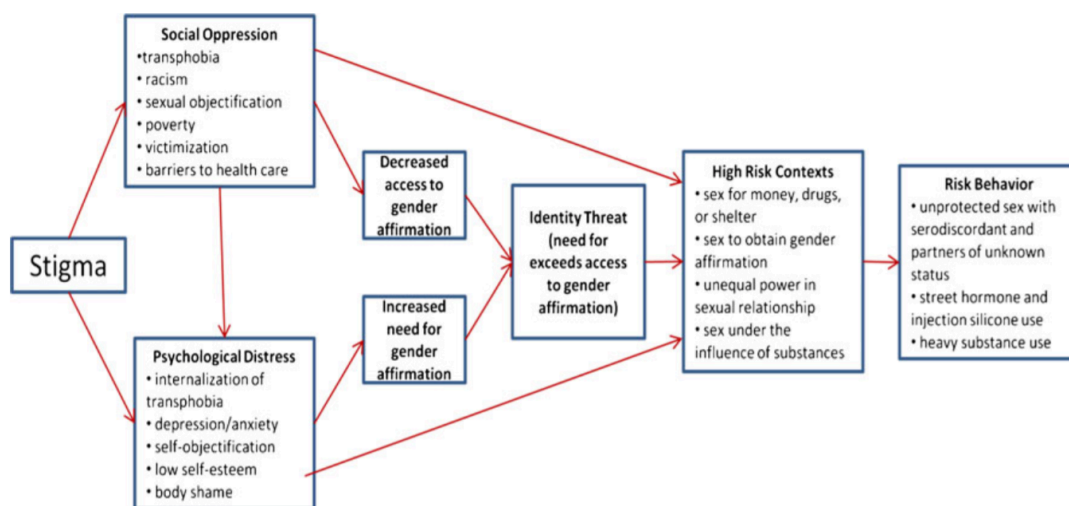 Social Oppression
•transphobia
• racism
• sexual objectification
• poverty
• victimization
• barriers to health care
Stigma
Psychological Distress
• internalization of
transphobia
• depression/anxiety
• self-objectification
• low self-esteem
• body shame
Decreased
access to
gender
affirmation
Increased
need for
gender
affirmation
Identity Threat
(need for
exceeds access
to gender
affirmation)
High Risk Contexts
• sex for money, drugs,
or shelter
• sex to obtain gender
affirmation
• unequal power in
sexual relationship
• sex under the
influence of substances
Risk Behavior
• unprotected sex with
serodiscordant and
partners of unknown
status
• street hormone and
injection silicone use
• heavy substance use